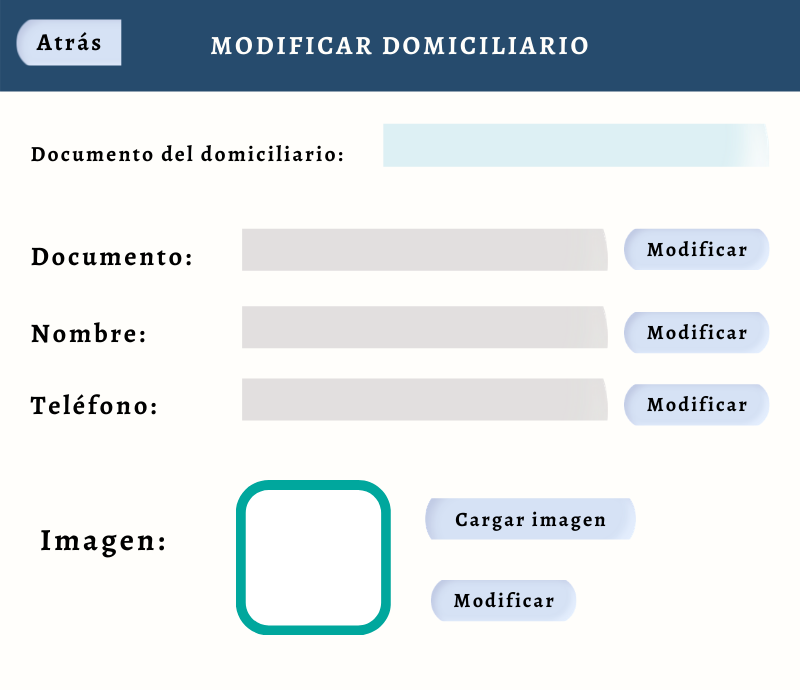 Atrás
MODIFICAR DOMICILIARIO
Documento del domiciliario:
Documento:
Modificar
Nombre:
Modificar
Teléfono:
Modificar
Imagen:
Cargar imagen
Modificar